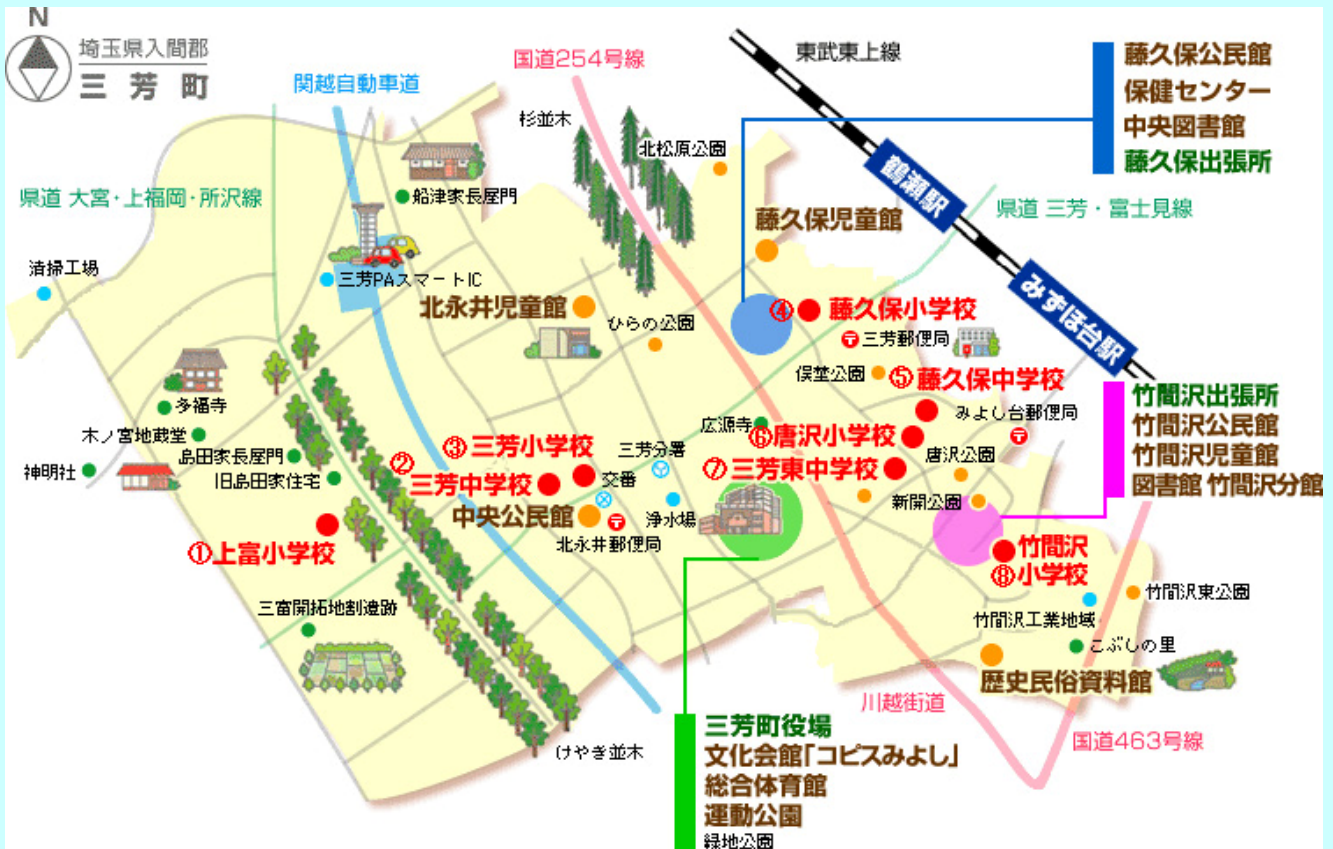 N
埼玉県入間郡
三芳町
関越自動車道
国道254号線
東武東上線
藤久保公民館
保健センター
中央図書館
藤久保出張所
杉並木
北松原公園
鶴瀬駅
県道 大宮・上福岡・所沢線
船津家長屋門
県道 三芳・富士見線
藤久保児童館
清掃工場
三芳PAスマートIC
みずほ台駅
北永井児童館
ひらの公園
④藤久保小学校
三芳郵便局
俣埜公園
⑤藤久保中学校
竹間沢出張所
竹間沢公民館
竹間沢児童館
図書館 竹間沢分館
多福寺
木ノ宮地蔵堂
島田家長屋門
神明社
旧島田家住宅
③三芳小学校
②
三芳中学校
三芳分署
交番
広源寺
みよし台郵便局
⑥唐沢小学校
⑦三芳東中学校
唐沢公園
新開公園
中央公民館
浄水場
北永井郵便局
①上富小学校
竹間沢
⑧小学校
三富開拓地割遺跡
竹間沢東公園
竹間沢工業地域
こぶしの里
歴史民俗資料館
川越街道
国道463号線
けやき並木
三芳町役場
文化会館「コピスみよし」
総合体育館
運動公園
緑地公園